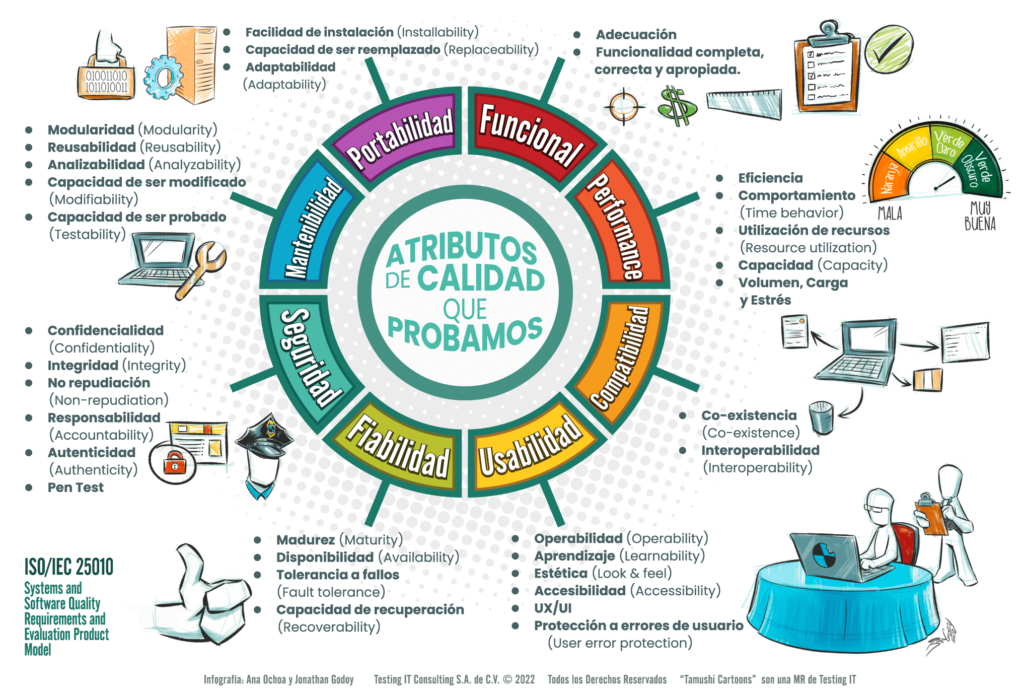 ● Facilidad de instalación (Installability)
● Capacidad de ser reemplazado (Replaceability)
● Adaptabilidad
(Adaptability)
010011010
1011010011
● Adecuación
● Funcionalidad completa,
correcta y apropiada.
$
Portabilidad
Funcional
● Modularidad (Modularity)
● Reusabilidad (Reusability)
● Analizabilidad (Analyzability)
● Capacidad de ser modificado
(Modifiability)
● Capacidad de ser probado
(Testability)
Mantenibilidad
Performance
● Eficiencia
● Comportamiento
(Time behavior)
● Utilización de recursos
(Resource utilization)
● Capacidad (Capacity)
● Volumen, Carga
y Estrés
Naranja
Amarillo
Verde
Claro
Verde
Obscuro
MALA
MUY
BUENA
ATRIBUTOS
DE CALIDAD
QUE
PROBAMOS
● Confidencialidad
(Confidentiality)
● Integridad (Integrity)
● No repudiación
(Non-repudiation)
● Responsabilidad
(Accountability)
● Autenticidad
(Authenticity)
● Pen Test
Seguridad
Compatibilidad
● Co-existencia
(Co-existence)
● Interoperabilidad
(Interoperability)
Fiabilidad
Usabilidad
● Madurez (Maturity)
● Disponibilidad (Availability)
● Tolerancia a fallos
(Fault tolerance)
● Capacidad de recuperación
(Recoverability)
● Operabilidad (Operability)
● Aprendizaje (Learnability)
● Estética (Look & feel)
● Accesibilidad (Accessibility)
● UX/UI
● Protección a errores de usuario
(User error protection)
ISO/IEC 25010
Systems and
Software Quality
Requirements and
Evaluation Product
Model
Infografía: Ana Ochoa y Jonathan Godoy Testing IT Consulting S.A. de C.V. © 2022 Todos los Derechos Reservados "Tamushi Cartoons" son una MR de Testing IT